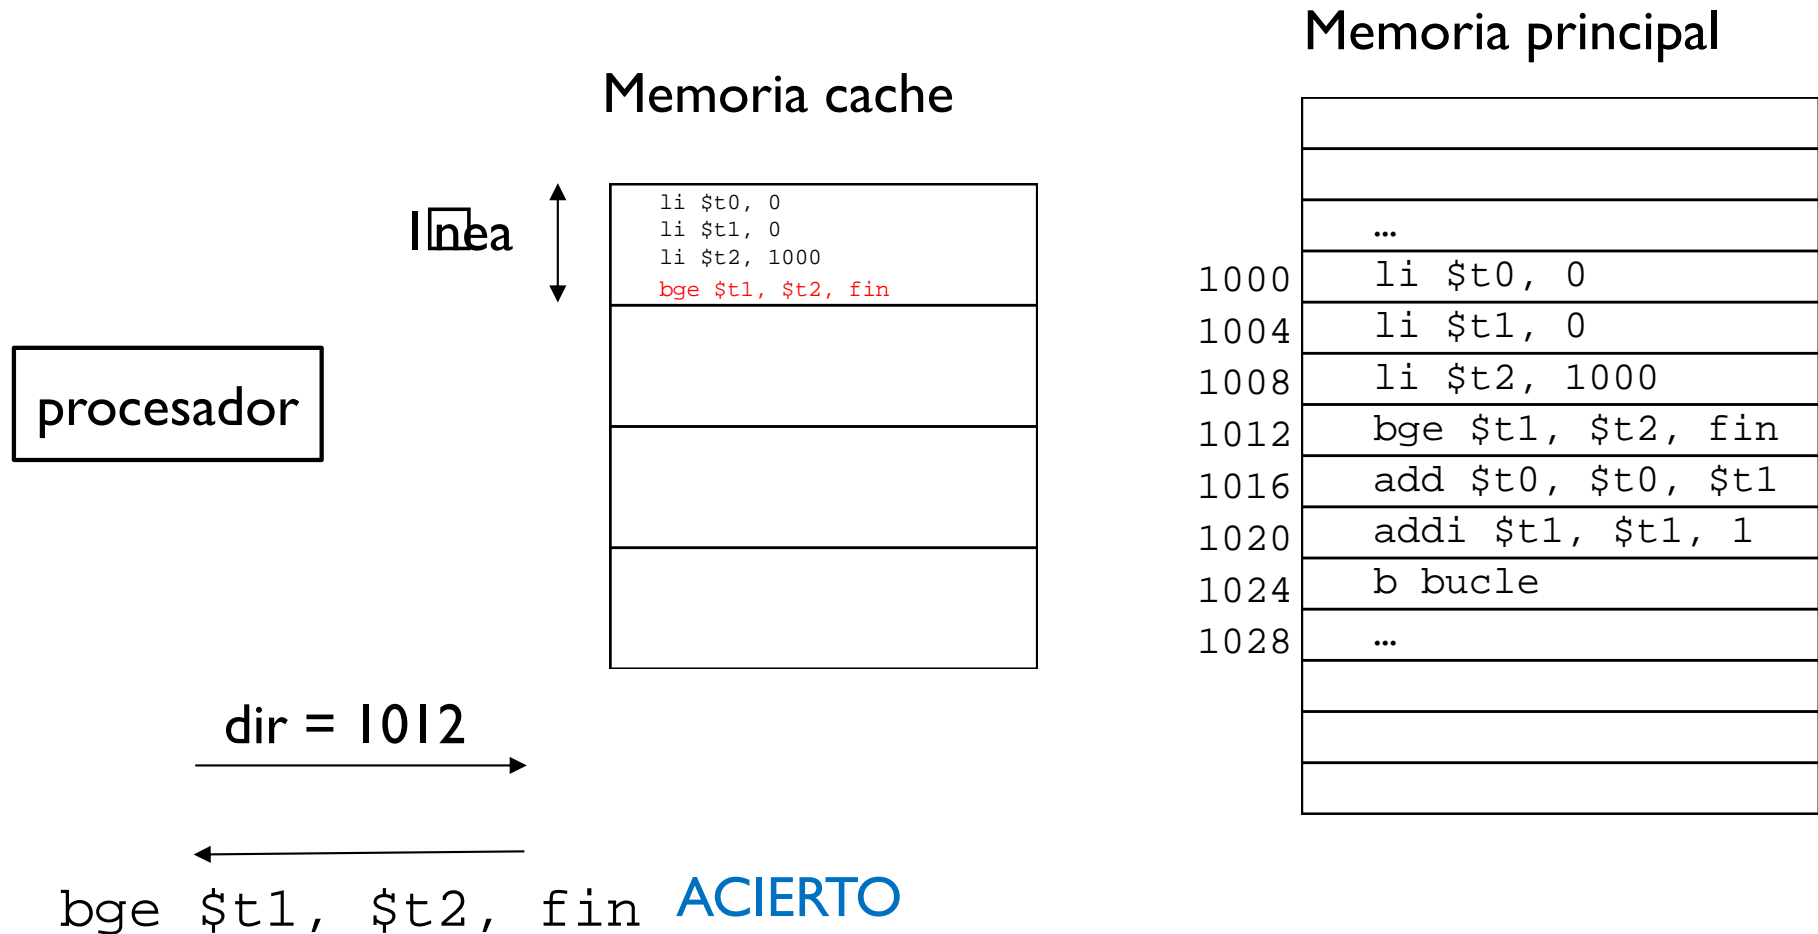 Memoria principal
Memoria cache
línea
li $t0, 0
li $t1, 0
li $t2, 1000
bge $t1, $t2, fin
procesador
…
1000 li $t0, 0
1004 li $t1, 0
1008 li $t2, 1000
1012 bge $t1, $t2, fin
1016 add $t0, $t0, $t1
1020 addi $t1, $t1, 1
1024 b bucle
1028 …
dir = 1012
bge $t1, $t2, fin ACIERTO